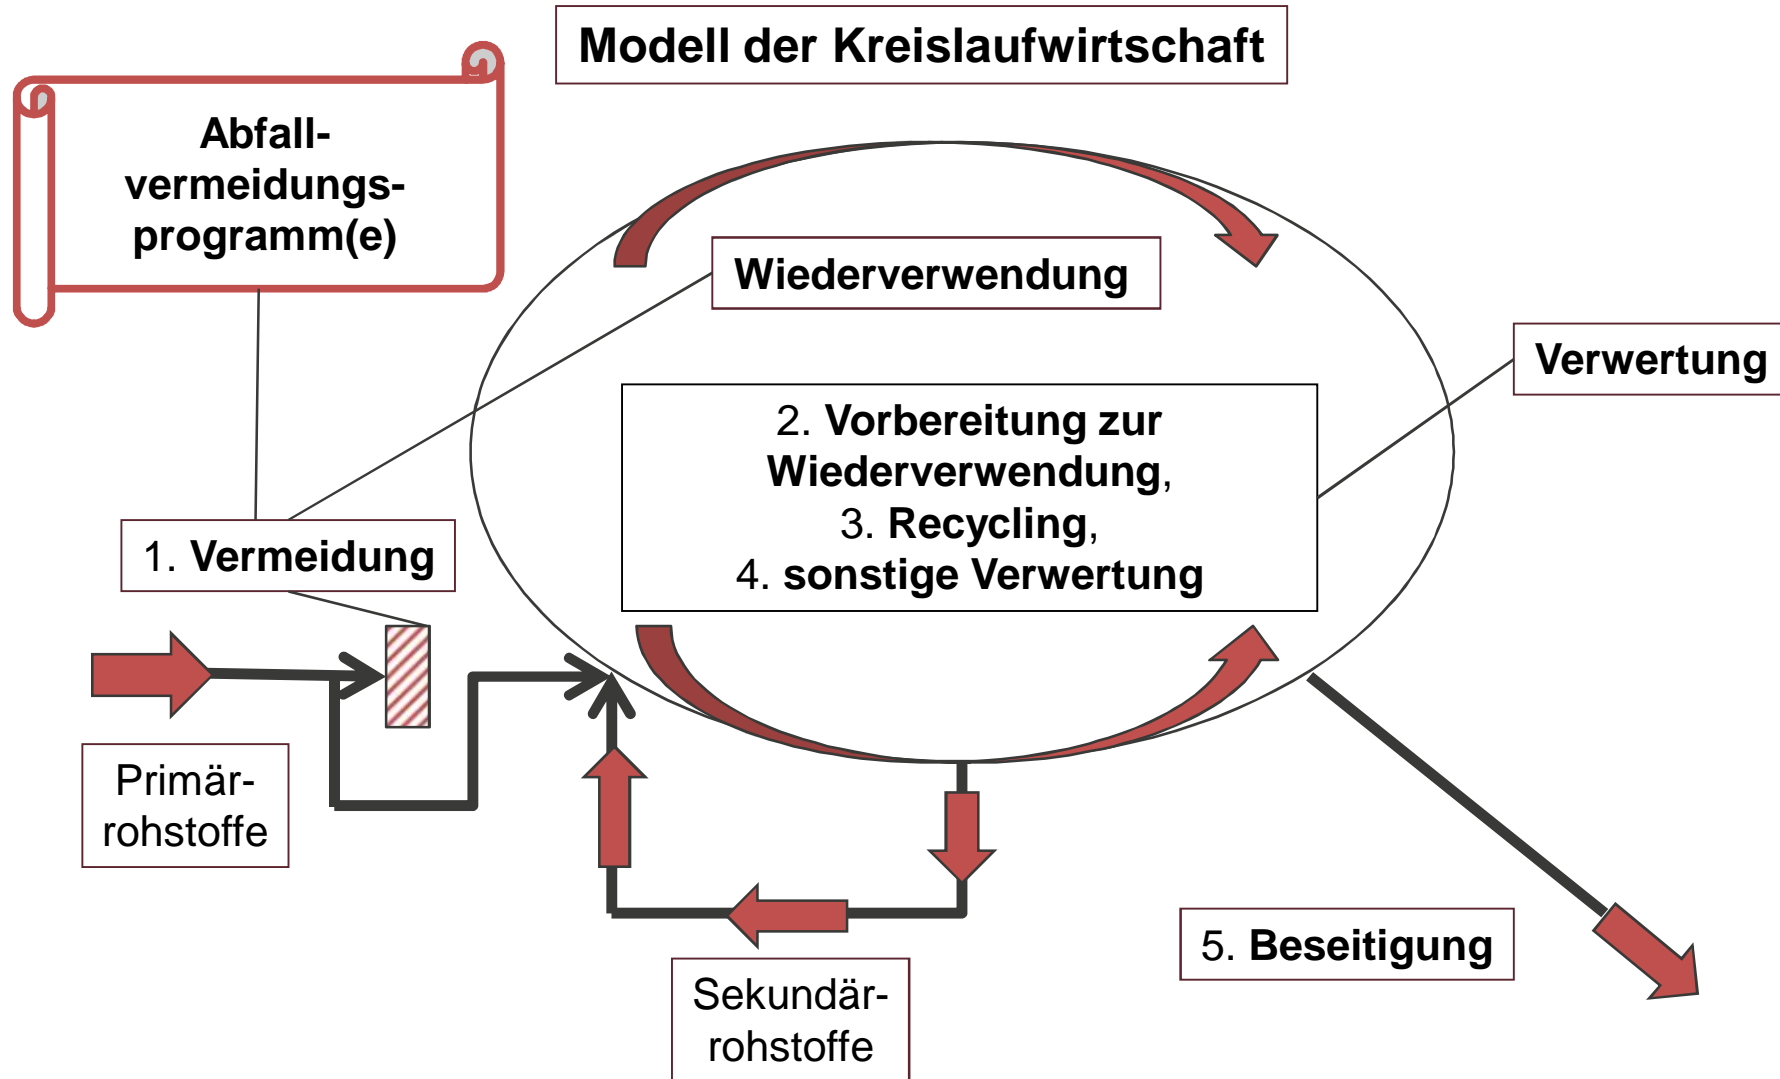 Modell der Kreislaufwirtschaft
Abfall-
vermeidungs-
programm(e)
Wiederverwendung
Verwertung
2. Vorbereitung zur
Wiederverwendung,
3. Recycling,
4. sonstige Verwertung
1. Vermeidung
Primär-
rohstoffe
5. Beseitigung
Sekundär-
rohstoffe